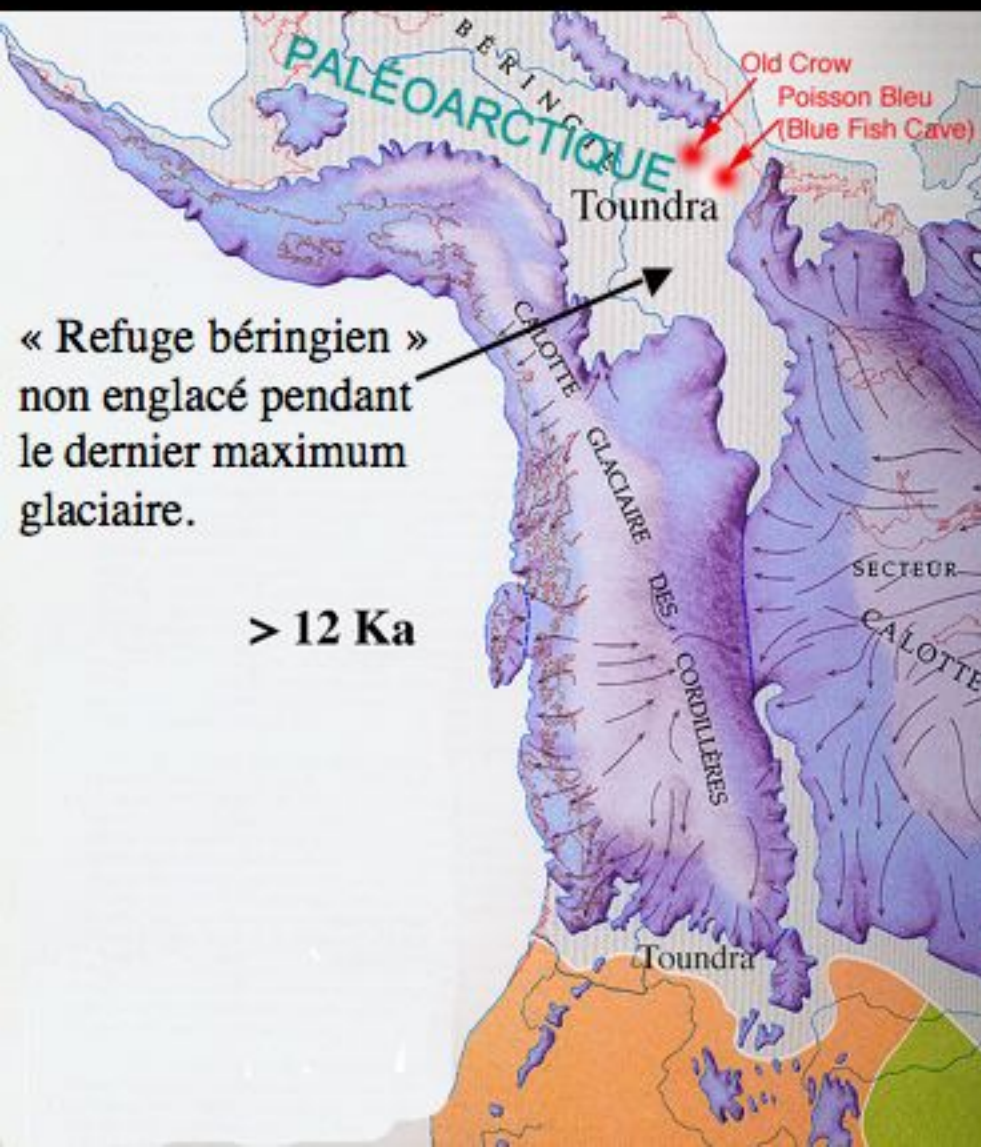 BÉRINGIE
PALÉOARCTIQUE
Old Crow
Poisson Bleu
(Blue Fish Cave)
Toundra
« Refuge béringien »
non englacé pendant
le dernier maximum
glaciaire.
CALOTTE GLACIAIRE DES CORDILLÈRES
SECTEUR
CALOTTE
> 12 Ka
Toundra